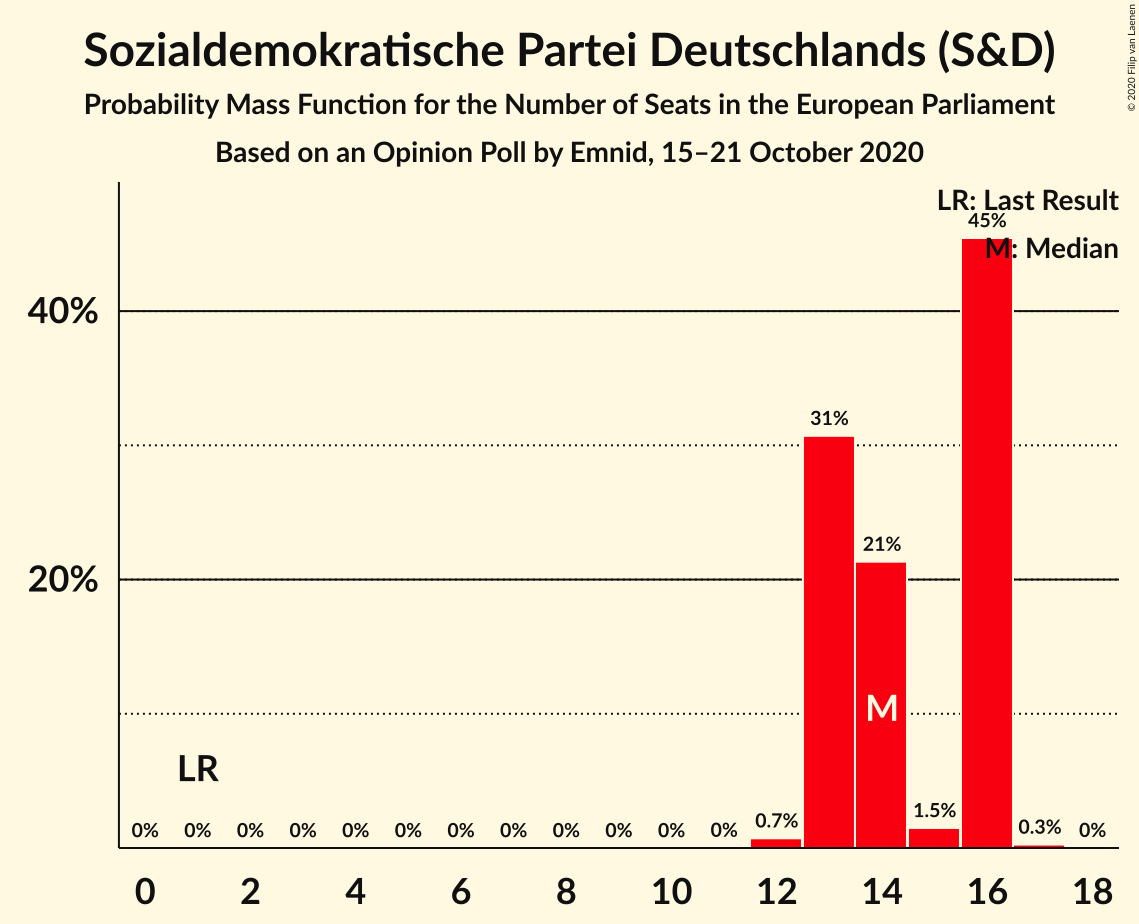 Sozialdemokratische Partei Deutschlands (S&D)
Probability Mass Function for the Number of Seats in the European Parliament
Based on an Opinion Poll by Emnid, 15–21 October 2020
© 2020 Filip van Laenen
LR: Last Result
M: Median
45%
40%
31%
21%
20%
M
LR
0% 0% 0% 0% 0% 0% 0% 0% 0% 0% 0% 0% 0.7% 1.5% 0.3% 0%
0 2 4 6 8 10 12 14 16 18